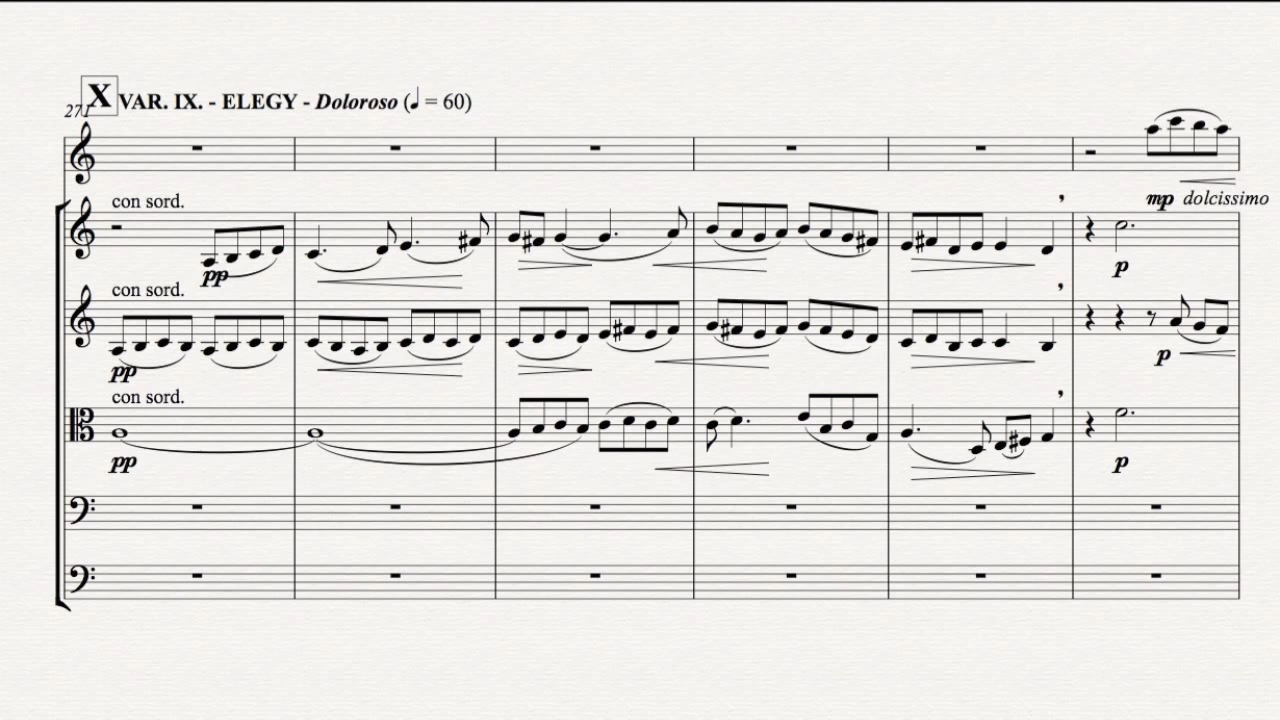 X VAR. IX. - ELEGY - Doloroso (♩ = 60)
271
mp dolcissimo
con sord.
pp
p
con sord.
pp
p
con sord.
pp
p